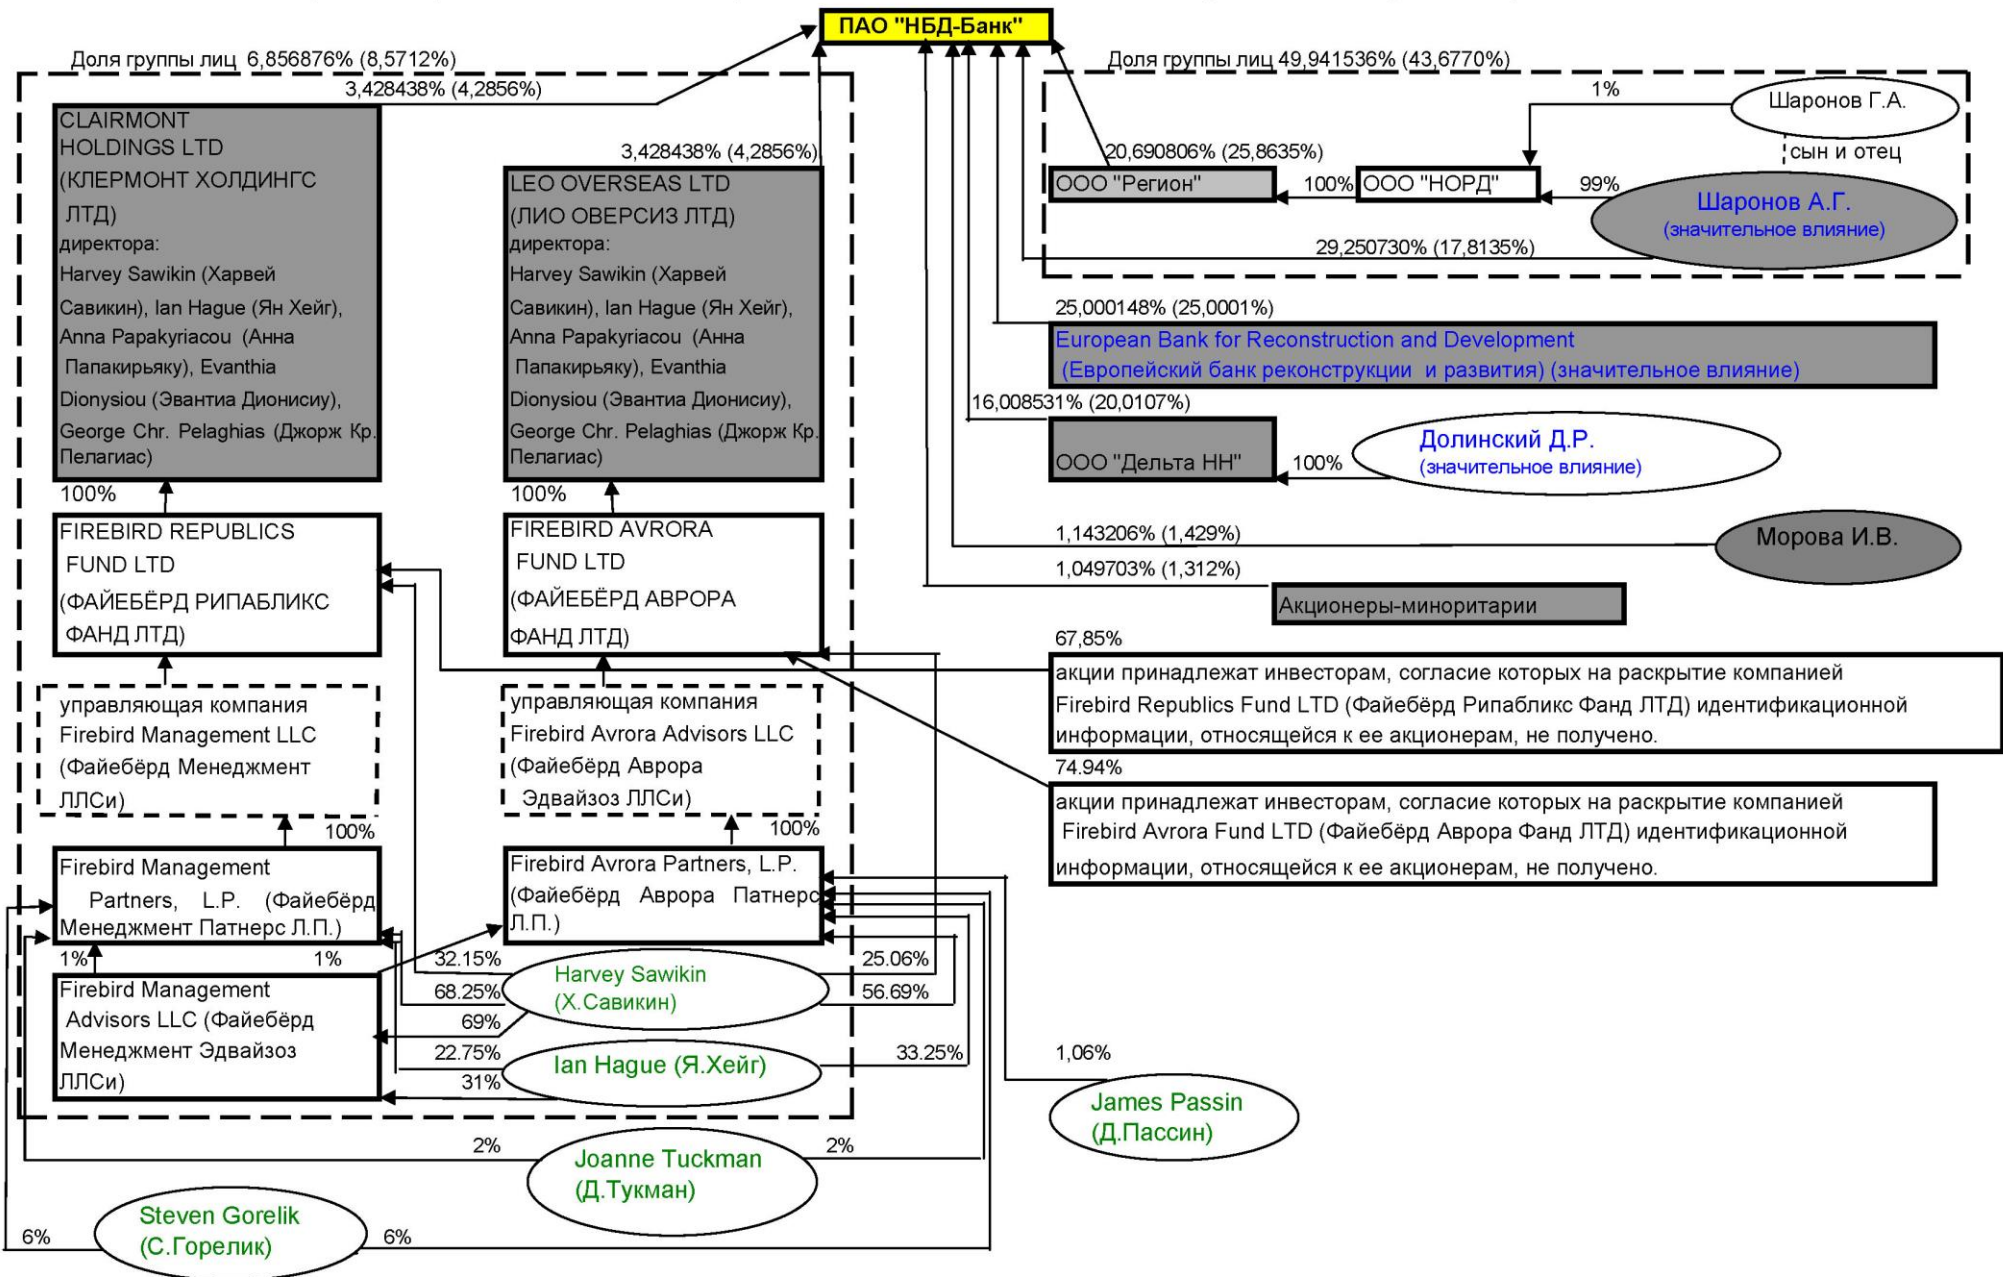 ПАО "НБД-Банк"
Доля группы лиц 6,856876% (8,5712%)
3,428438% (4,2856%)
CLAIRMONT
HOLDINGS LTD
(КЛЕРМОНТ ХОЛДИНГС
ЛТД)
директора:
Harvey Sawikin (Харвей
Савикин), Ian Hague (Ян Хейг),
Anna Papakyriacou (Анна
Папакирьяку), Evanthia
Dionysiou (Эвантиа Дионисиу),
George Chr. Pelaghias (Джорж Кр.
Пелагиас)
100%
FIREBIRD REPUBLICS
FUND LTD
(ФАЙЕБЁРД РИПАБЛИКС
ФАНД ЛТД)
управляющая компания
Firebird Management LLC
(Файебёрд Менеджмент
ЛЛСи)
100%
Firebird Management
Partners, L.P. (Файебёрд
Менеджмент Патнерс Л.П.)
1%
1%
Firebird Management
Advisors LLC (Файебёрд
Менеджмент Эдвайзоз
ЛЛСи)
3,428438% (4,2856%)
LEO OVERSEAS LTD
(ЛИО ОВЕРСИЗ ЛТД)
директора:
Harvey Sawikin (Харвей
Савикин), Ian Hague (Ян Хейг),
Anna Papakyriacou (Анна
Папакирьяку), Evanthia
Dionysiou (Эвантиа Дионисиу),
George Chr. Pelaghias (Джорж Кр.
Пелагиас)
100%
FIREBIRD AVRORA
FUND LTD
(ФАЙЕБЁРД АВРОРА
ФАНД ЛТД)
управляющая компания
Firebird Avrora Advisors LLC
(Файебёрд Аврора
Эдвайзоз ЛЛСи)
100%
Firebird Avrora Partners, L.P.
(Файебёрд Аврора Патнерс
Л.П.)
32.15%
Harvey Sawikin
(Х.Савикин)
25.06%
68.25%
56.69%
69%
22.75%
Ian Hague (Я.Хейг)
33.25%
31%
2%
Joanne Tuckman
(Д.Тукман)
2%
6%
Steven Gorelik
(С.Горелик)
6%
Доля группы лиц 49,941536% (43,6770%)
1%
Шаронов Г.А.
сын и отец
20,690806% (25,8635%)
ООО "Регион"
100%
ООО "НОРД"
99%
Шаронов А.Г.
(значительное влияние)
29,250730% (17,8135%)
25,000148% (25,0001%)
European Bank for Reconstruction and Development
(Европейский банк реконструкции и развития) (значительное влияние)
16,008531% (20,0107%)
ООО "Дельта НН"
100%
Долинский Д.Р.
(значительное влияние)
1,143206% (1,429%)
Морова И.В.
1,049703% (1,312%)
Акционеры-миноритарии
67,85%
акции принадлежат инвесторам, согласие которых на раскрытие компанией
Firebird Republics Fund LTD (Файебёрд Рипабликс Фанд ЛТД) идентификационной
информации, относящейся к ее акционерам, не получено.
74.94%
акции принадлежат инвесторам, согласие которых на раскрытие компанией
Firebird Avrora Fund LTD (Файебёрд Аврора Фанд ЛТД) идентификационной
информации, относящейся к ее акционерам, не получено.
1,06%
James Passin
(Д.Пассин)